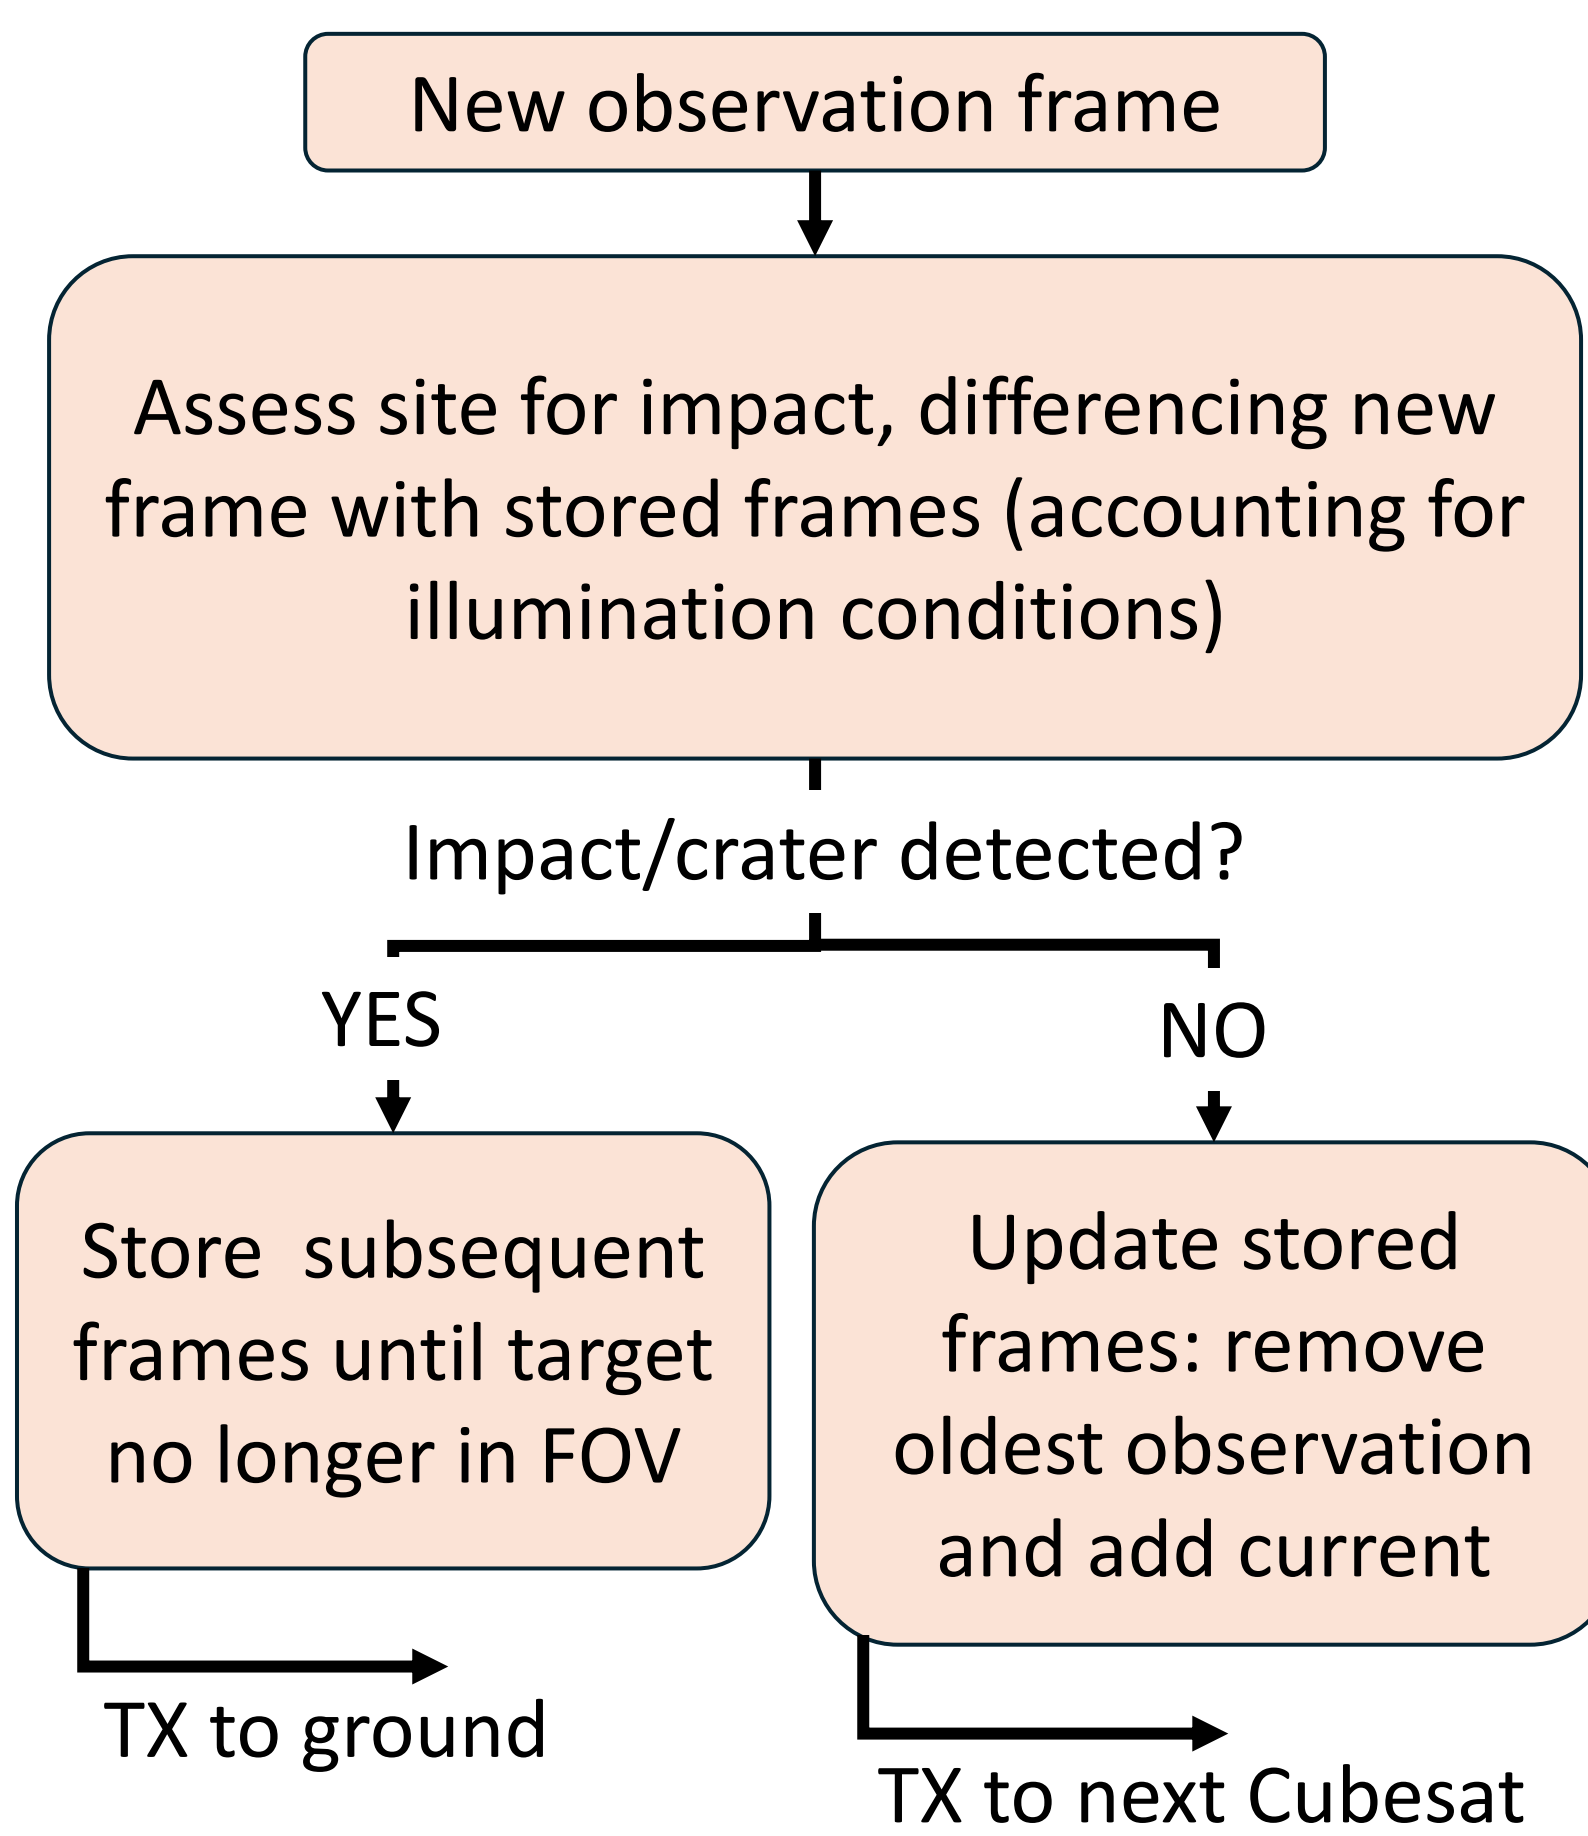 New observation frame
Assess site for impact, differencing new
frame with stored frames (accounting for
illumination conditions)
Impact/crater detected?
YES
NO
Store  subsequent
frames until target
no longer in FOV
Update stored
frames: remove
oldest observation
and add current
TX to ground
TX to next Cubesat